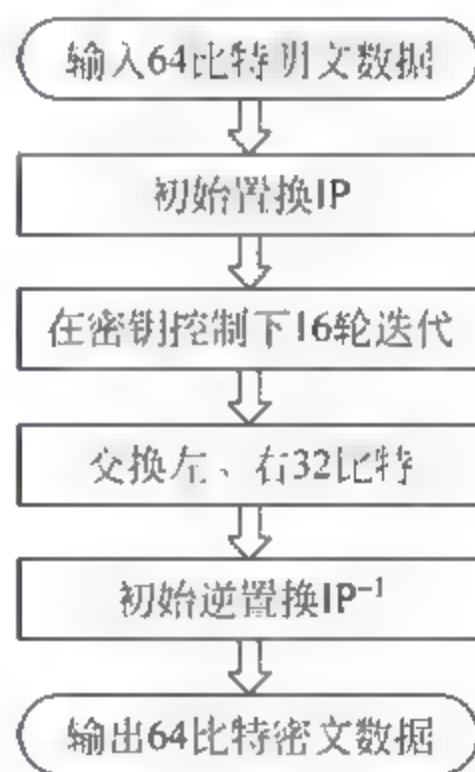 输入64比特明文数据
初始置换IP
在密钥控制下16轮迭代
交换左、右32比特
初始逆置换IP⁻¹
输出64比特密文数据